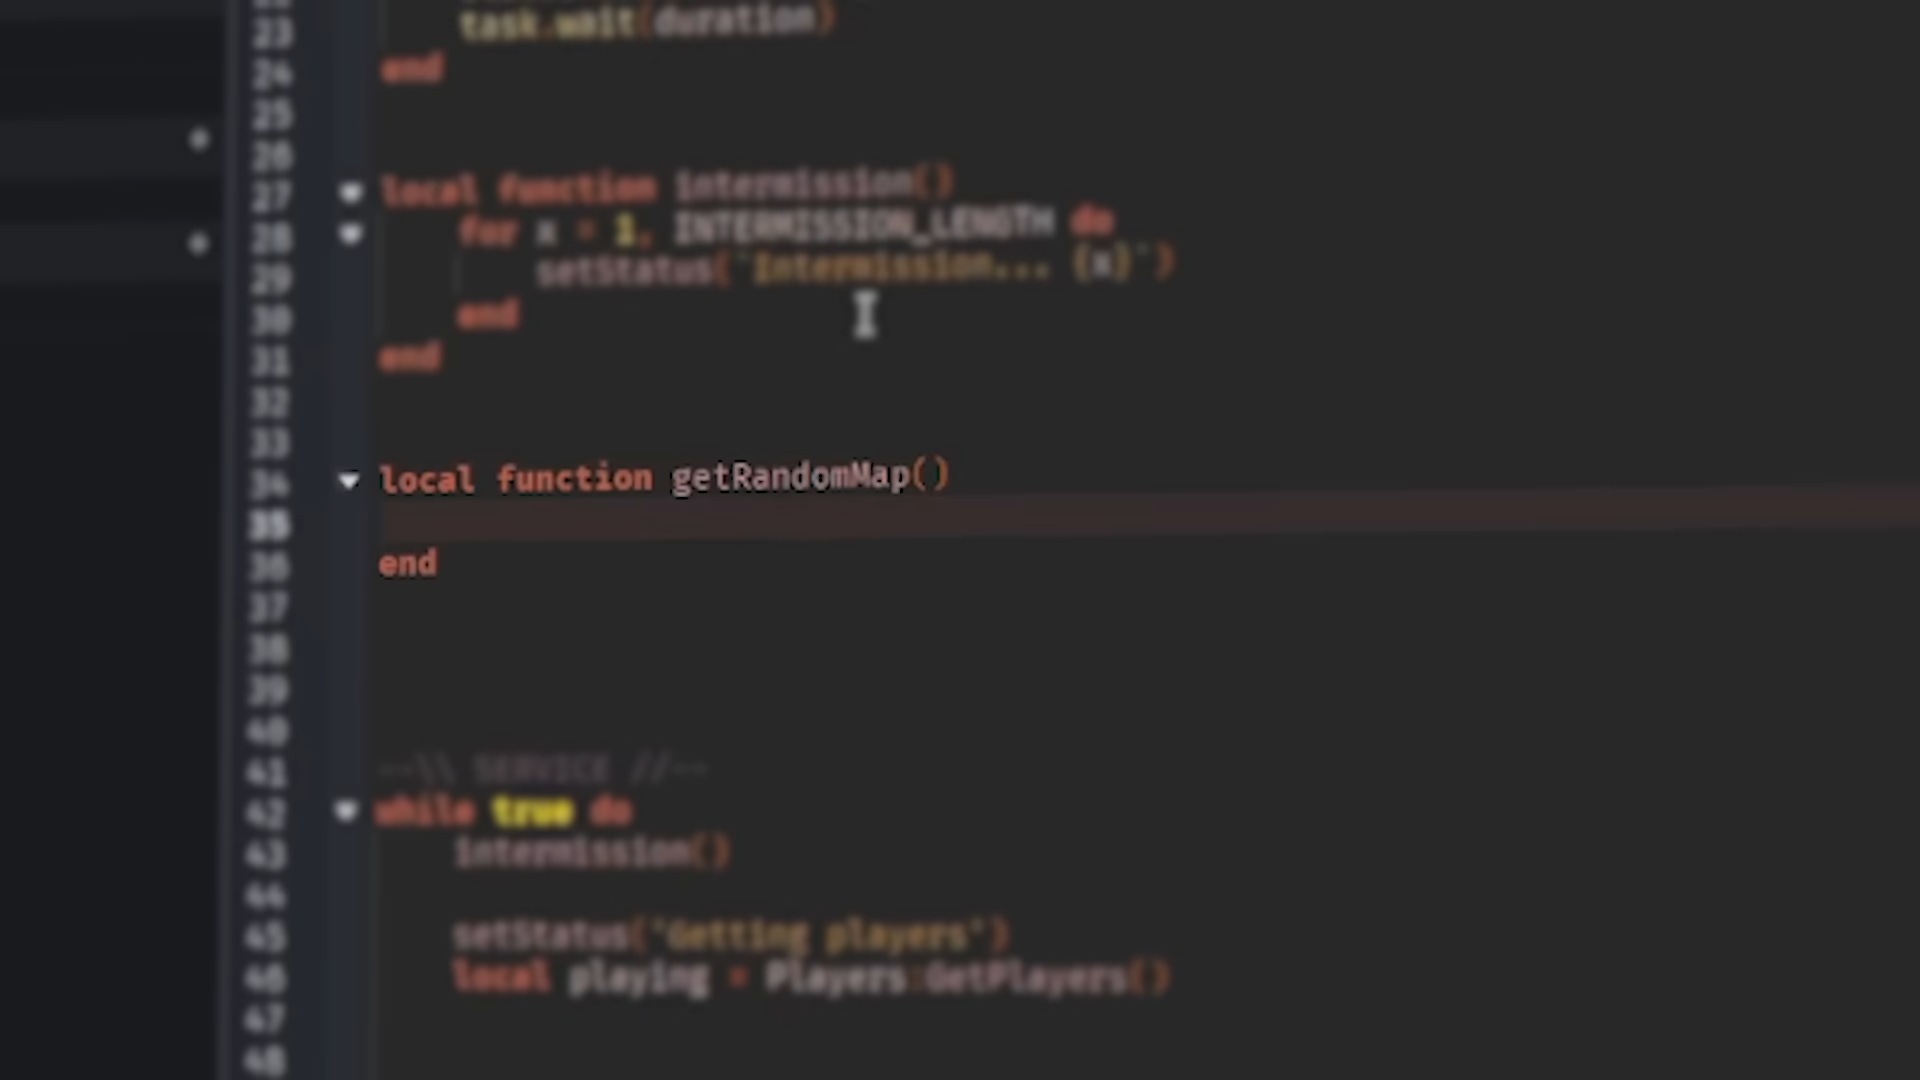 23 task.wait(duration)
24 end
25
26
27 local function intermission()
28 for x = 1, INTERMISSION_LENGTH do
29 setStatus(`Intermission... {x}`)
30 end
31 end
32
33
34 local function getRandomMap()
35
36 end
37
38
39
40
41 --\\ SERVICE //--
42 while true do
43 intermission()
44
45 setStatus("Getting players")
46 local playing = Players:GetPlayers()
47
48